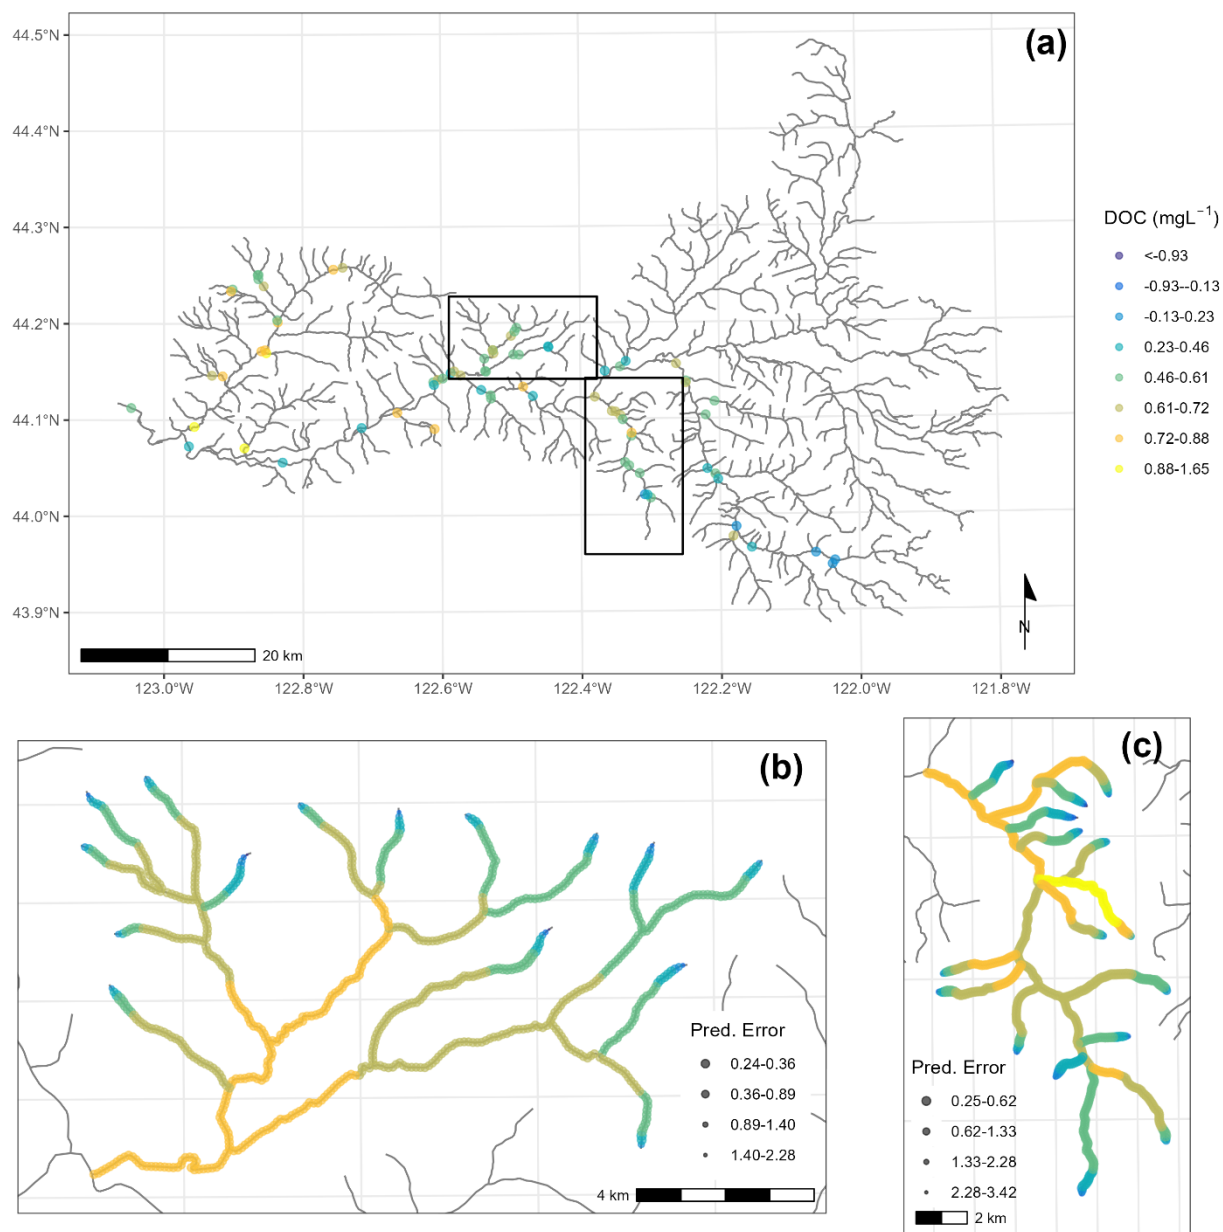 (a)
44.5°N
44.4°N
44.3°N
44.2°N
44.1°N
44.0°N
43.9°N
N
20 km
123.0°W 122.8°W 122.6°W 122.4°W 122.2°W 122.0°W 121.8°W
DOC (mgL⁻¹)
<-0.93
-0.93--0.13
-0.13-0.23
0.23-0.46
0.46-0.61
0.61-0.72
0.72-0.88
0.88-1.65
(b)
Pred. Error
0.24-0.36
0.36-0.89
0.89-1.40
1.40-2.28
4 km
(c)
Pred. Error
0.25-0.62
0.62-1.33
1.33-2.28
2.28-3.42
2 km